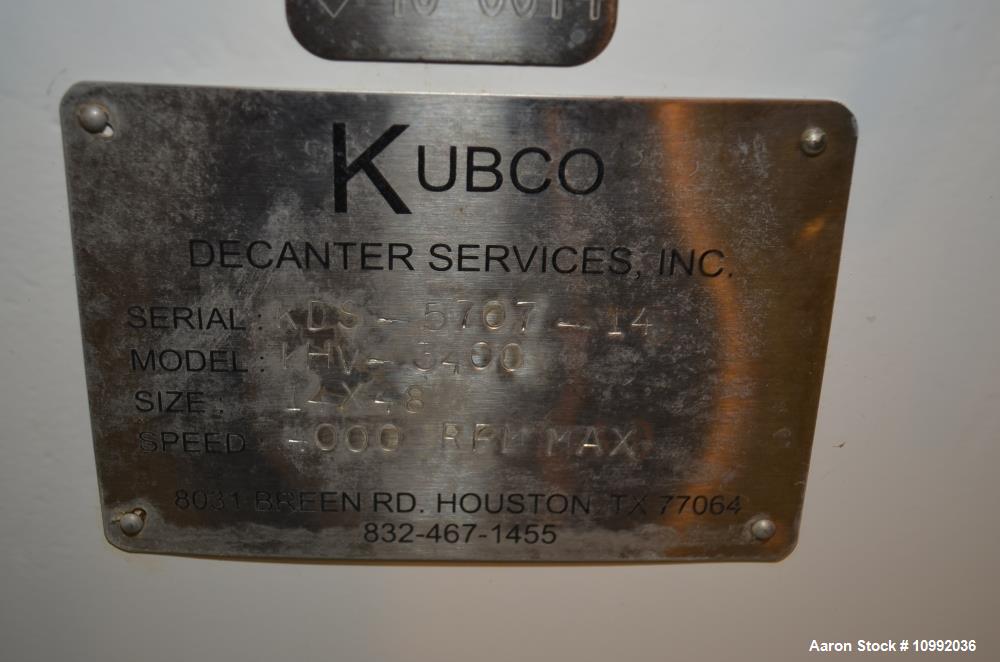 KUBCO
DECANTER SERVICES, INC.
SERIAL: KDS-5707-14
MODEL: KHV-3400
SIZE: 14X48
SPEED RPM MAX
8031 BREEN RD. HOUSTON TX 77064
832-467-1455
Aaron Stock # 10992036